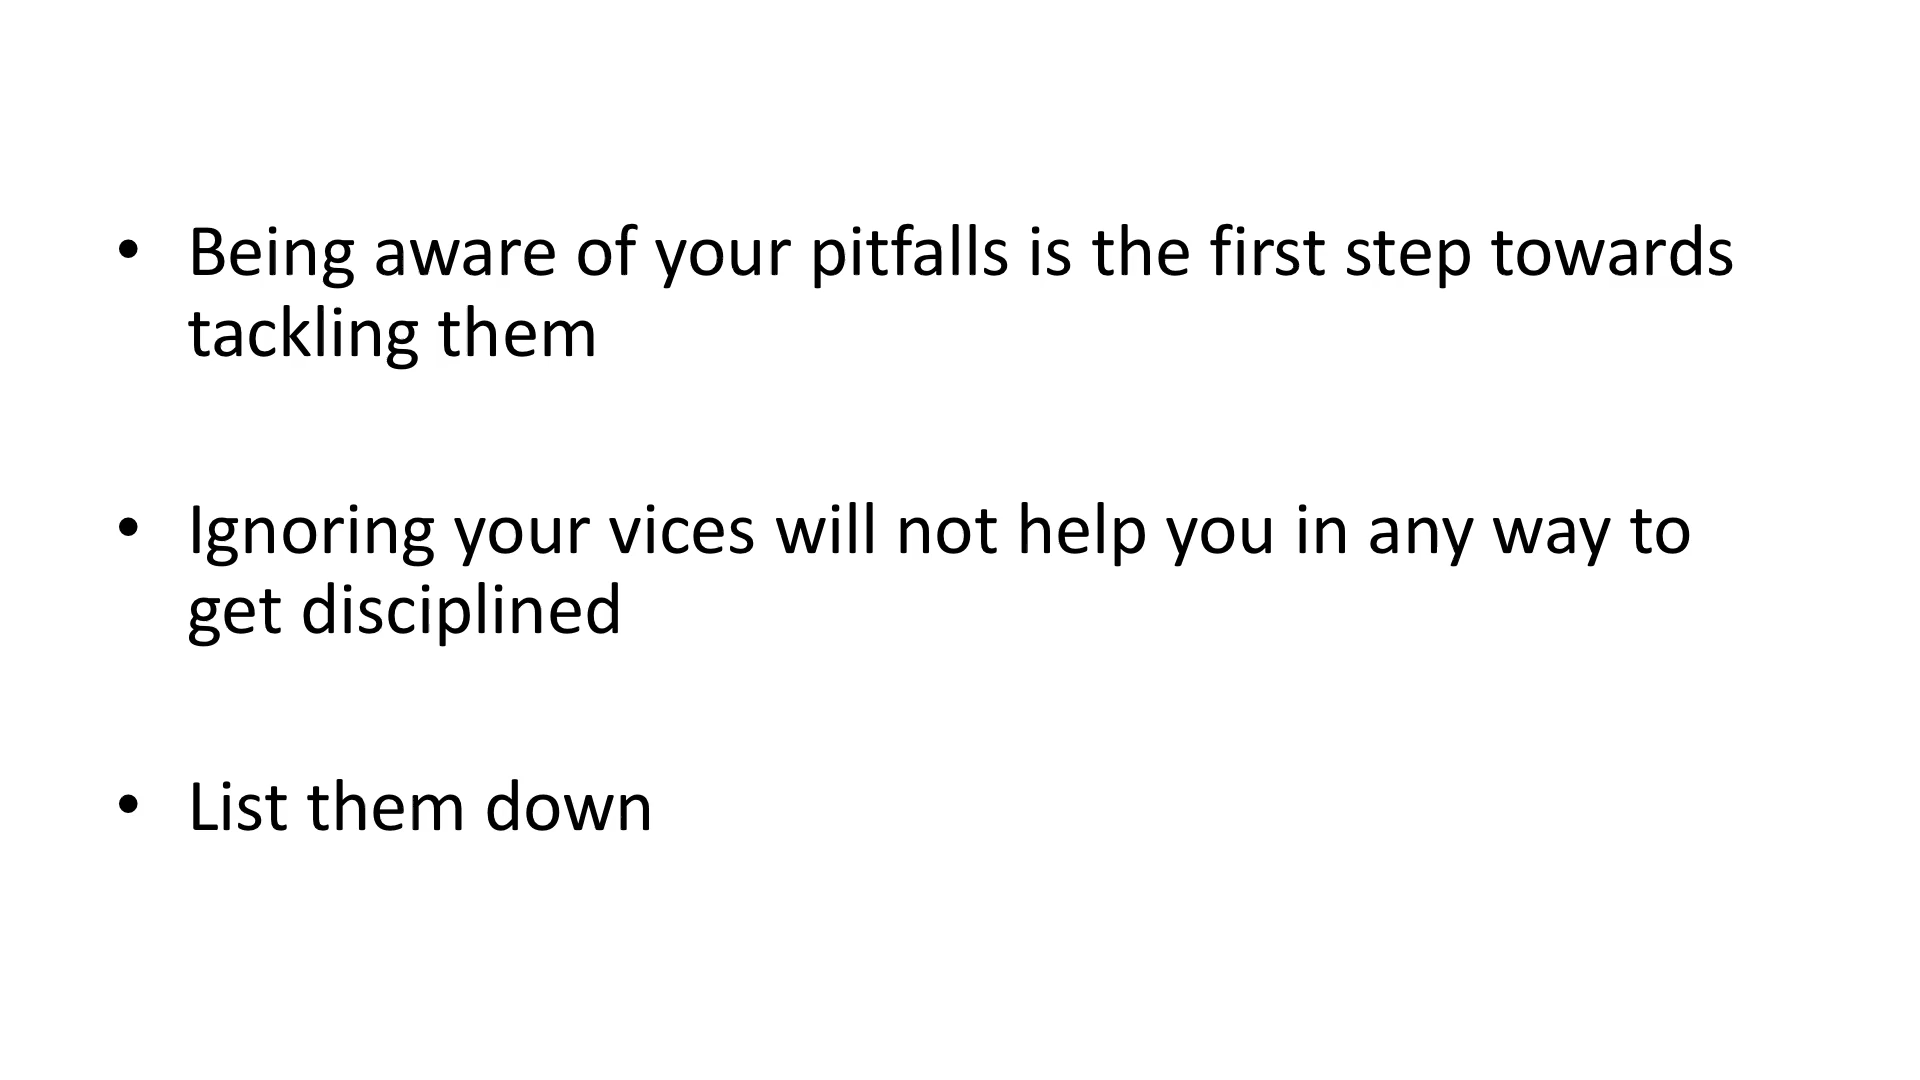 • Being aware of your pitfalls is the first step towards
tackling them
• Ignoring your vices will not help you in any way to
get disciplined
• List them down